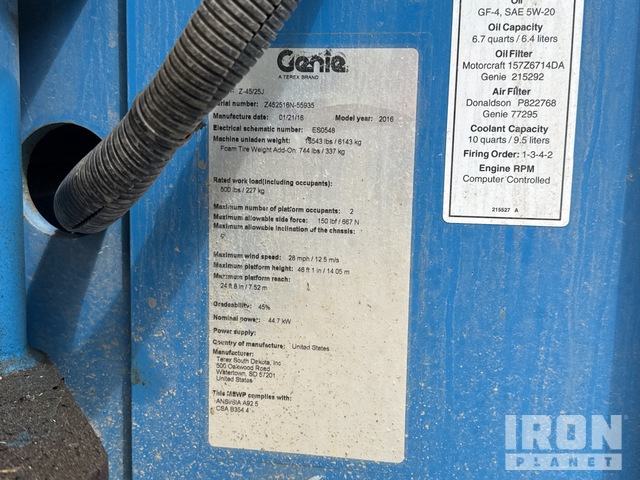 Genie
A TEREX BRAND
Z-45/25J
Serial number: Z452516N-55935
Manufacture date: 01/21/16 Model year: 2016
Electrical schematic number: ES0548
Machine unladen weight: 13543 lbs / 6143 kg
Foam Tire Weight Add-On: 744 lbs / 337 kg
Rated work load(including occupants):
500 lbs / 227 kg
Maximum number of platform occupants: 2
Maximum allowable side force: 150 lbf / 667 N
Maximum allowable inclination of the chassis:
Maximum wind speed: 28 mph / 12.5 m/s
Maximum platform height: 46 ft 1 in / 14.05 m
Maximum platform reach:
24 ft 8 in / 7.52 m
Gradeability: 45%
Nominal power: 44.7 kW
Power supply:
Country of manufacture: United States
Manufacturer:
Terex South Dakota, Inc
500 Oakwood Road
Watertown, SD 57201
United States
This MEWP complies with:
ANSI/SIA A92.5
CSA B354.4
Oil
GF-4, SAE 5W-20
Oil Capacity
6.7 quarts / 6.4 liters
Oil Filter
Motorcraft 157Z6714DA
Genie 215292
Air Filter
Donaldson P822768
Genie 77295
Coolant Capacity
10 quarts / 9.5 liters
Firing Order: 1-3-4-2
Engine RPM
Computer Controlled
215527 A
IRON
PLANET